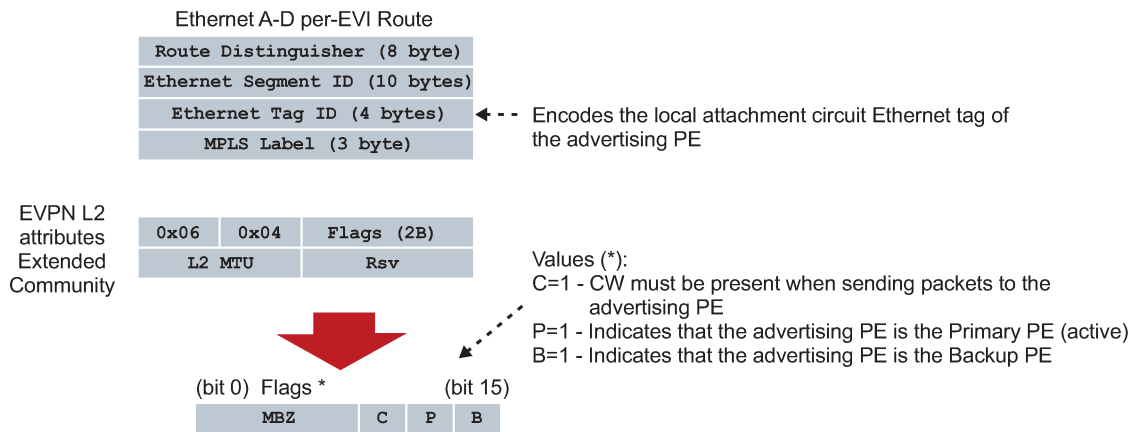 Ethernet A-D per-EVI Route
Route Distinguisher (8 byte)
Ethernet Segment ID (10 bytes)
Ethernet Tag ID (4 bytes)
MPLS Label (3 byte)
Encodes the local attachment circuit Ethernet tag of
the advertising PE
EVPN L2
attributes
Extended
Community
0x06 0x04 Flags (2B)
L2 MTU Rsv
Values (*):
C=1 - CW must be present when sending packets to the
advertising PE
P=1 - Indicates that the advertising PE is the Primary PE (active)
B=1 - Indicates that the advertising PE is the Backup PE
(bit 0) Flags * (bit 15)
MBZ C P B